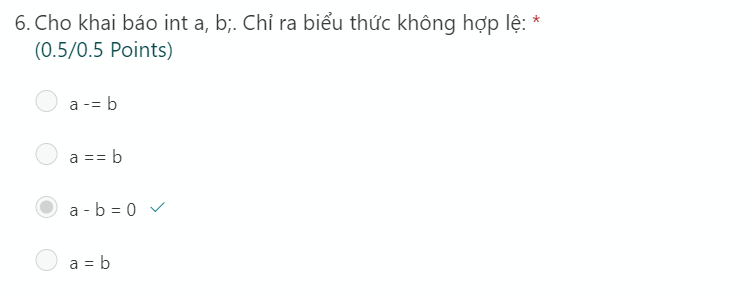 6. Cho khai báo int a, b;. Chỉ ra biểu thức không hợp lệ: *
(0.5/0.5 Points)
a -= b
a == b
a - b = 0
a = b